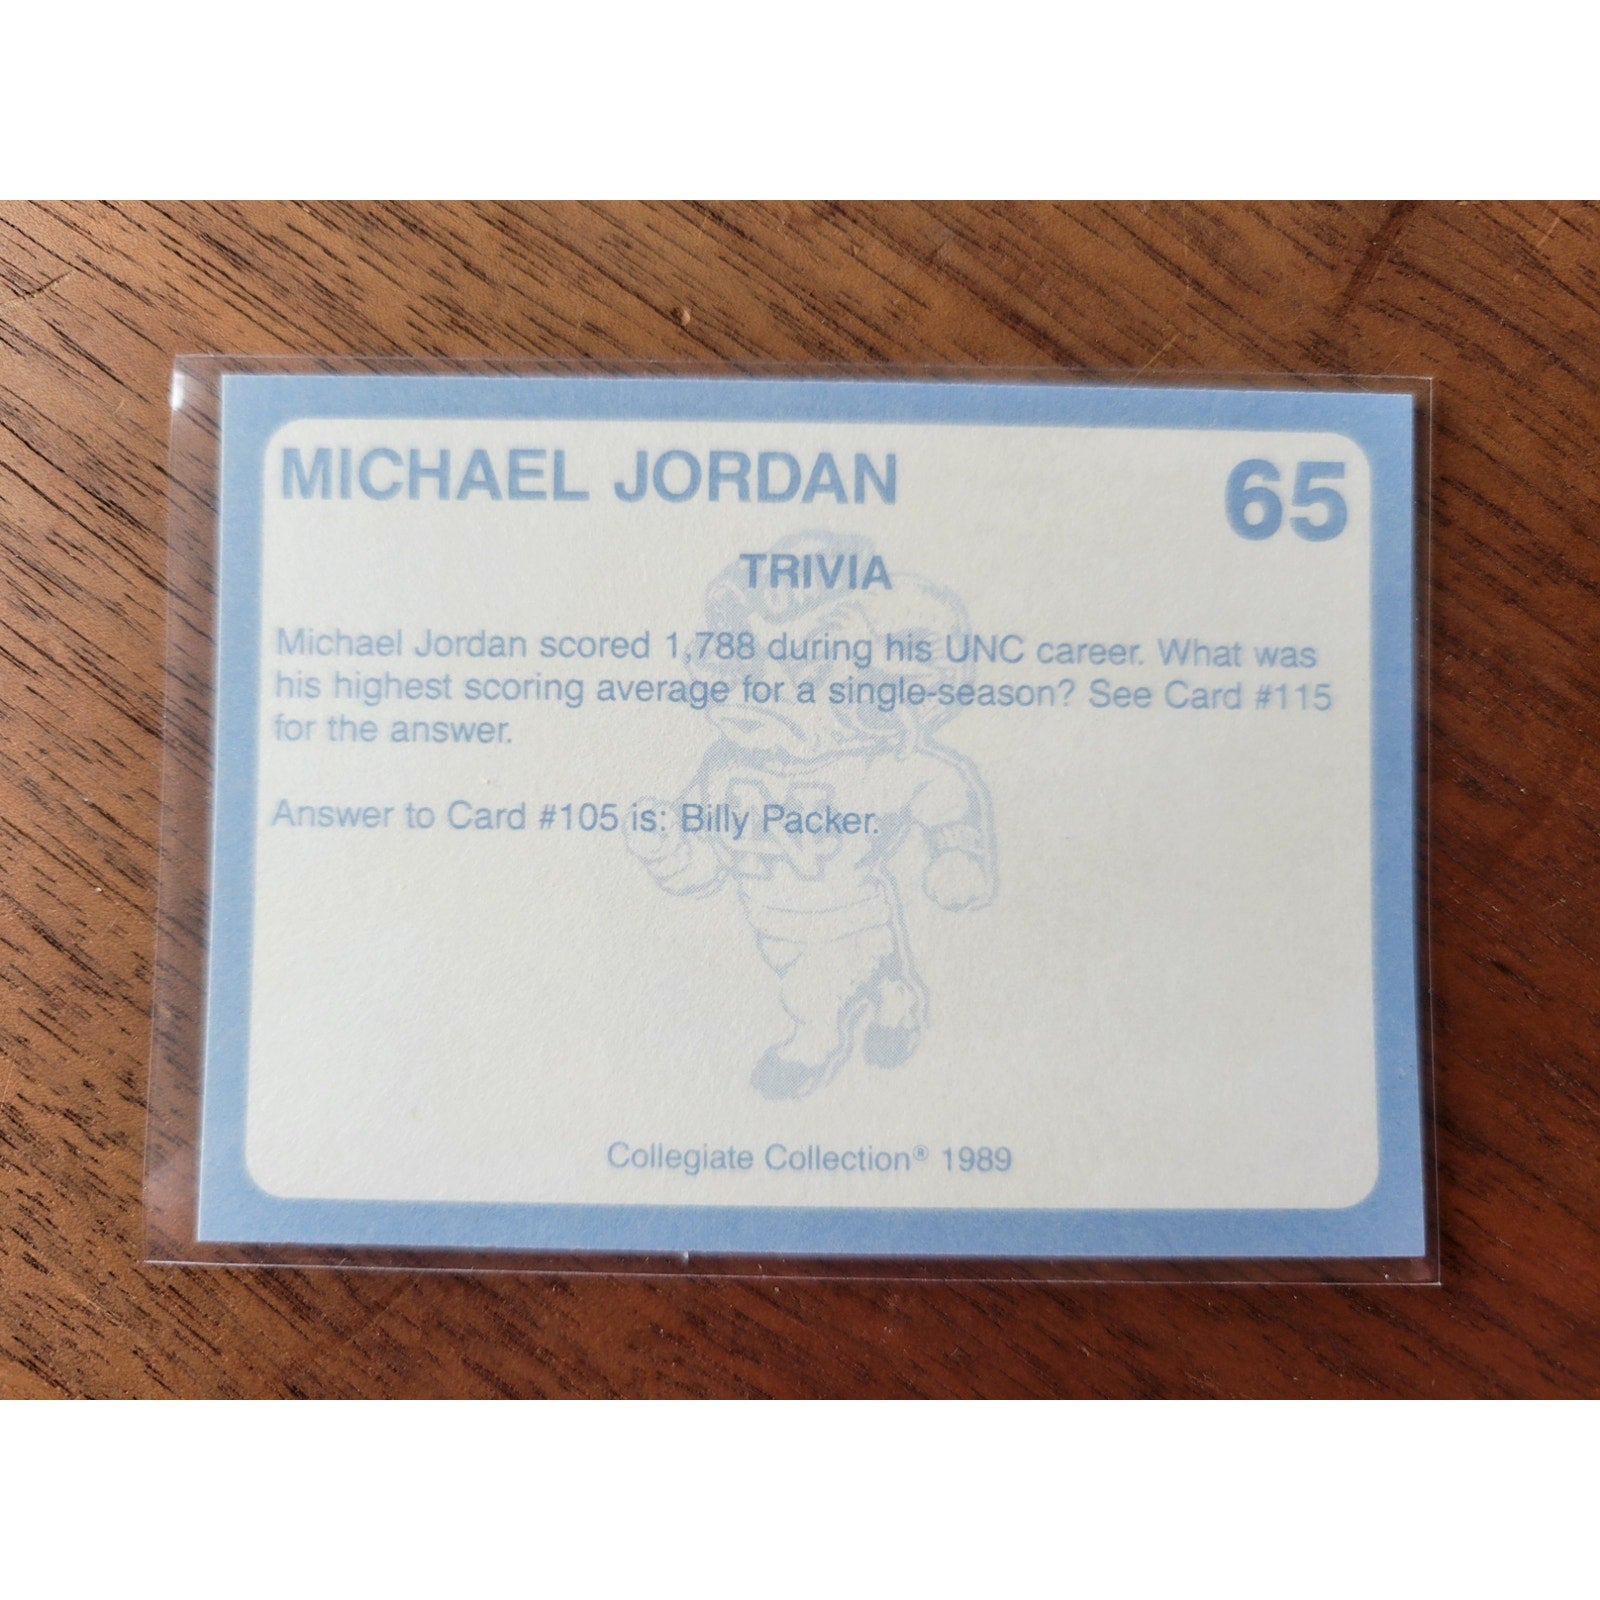 MICHAEL JORDAN 65
TRIVIA
Michael Jordan scored 1,788 during his UNC career. What was
his highest scoring average for a single-season? See Card #115
for the answer.
Answer to Card #105 is: Billy Packer.
Collegiate Collection® 1989